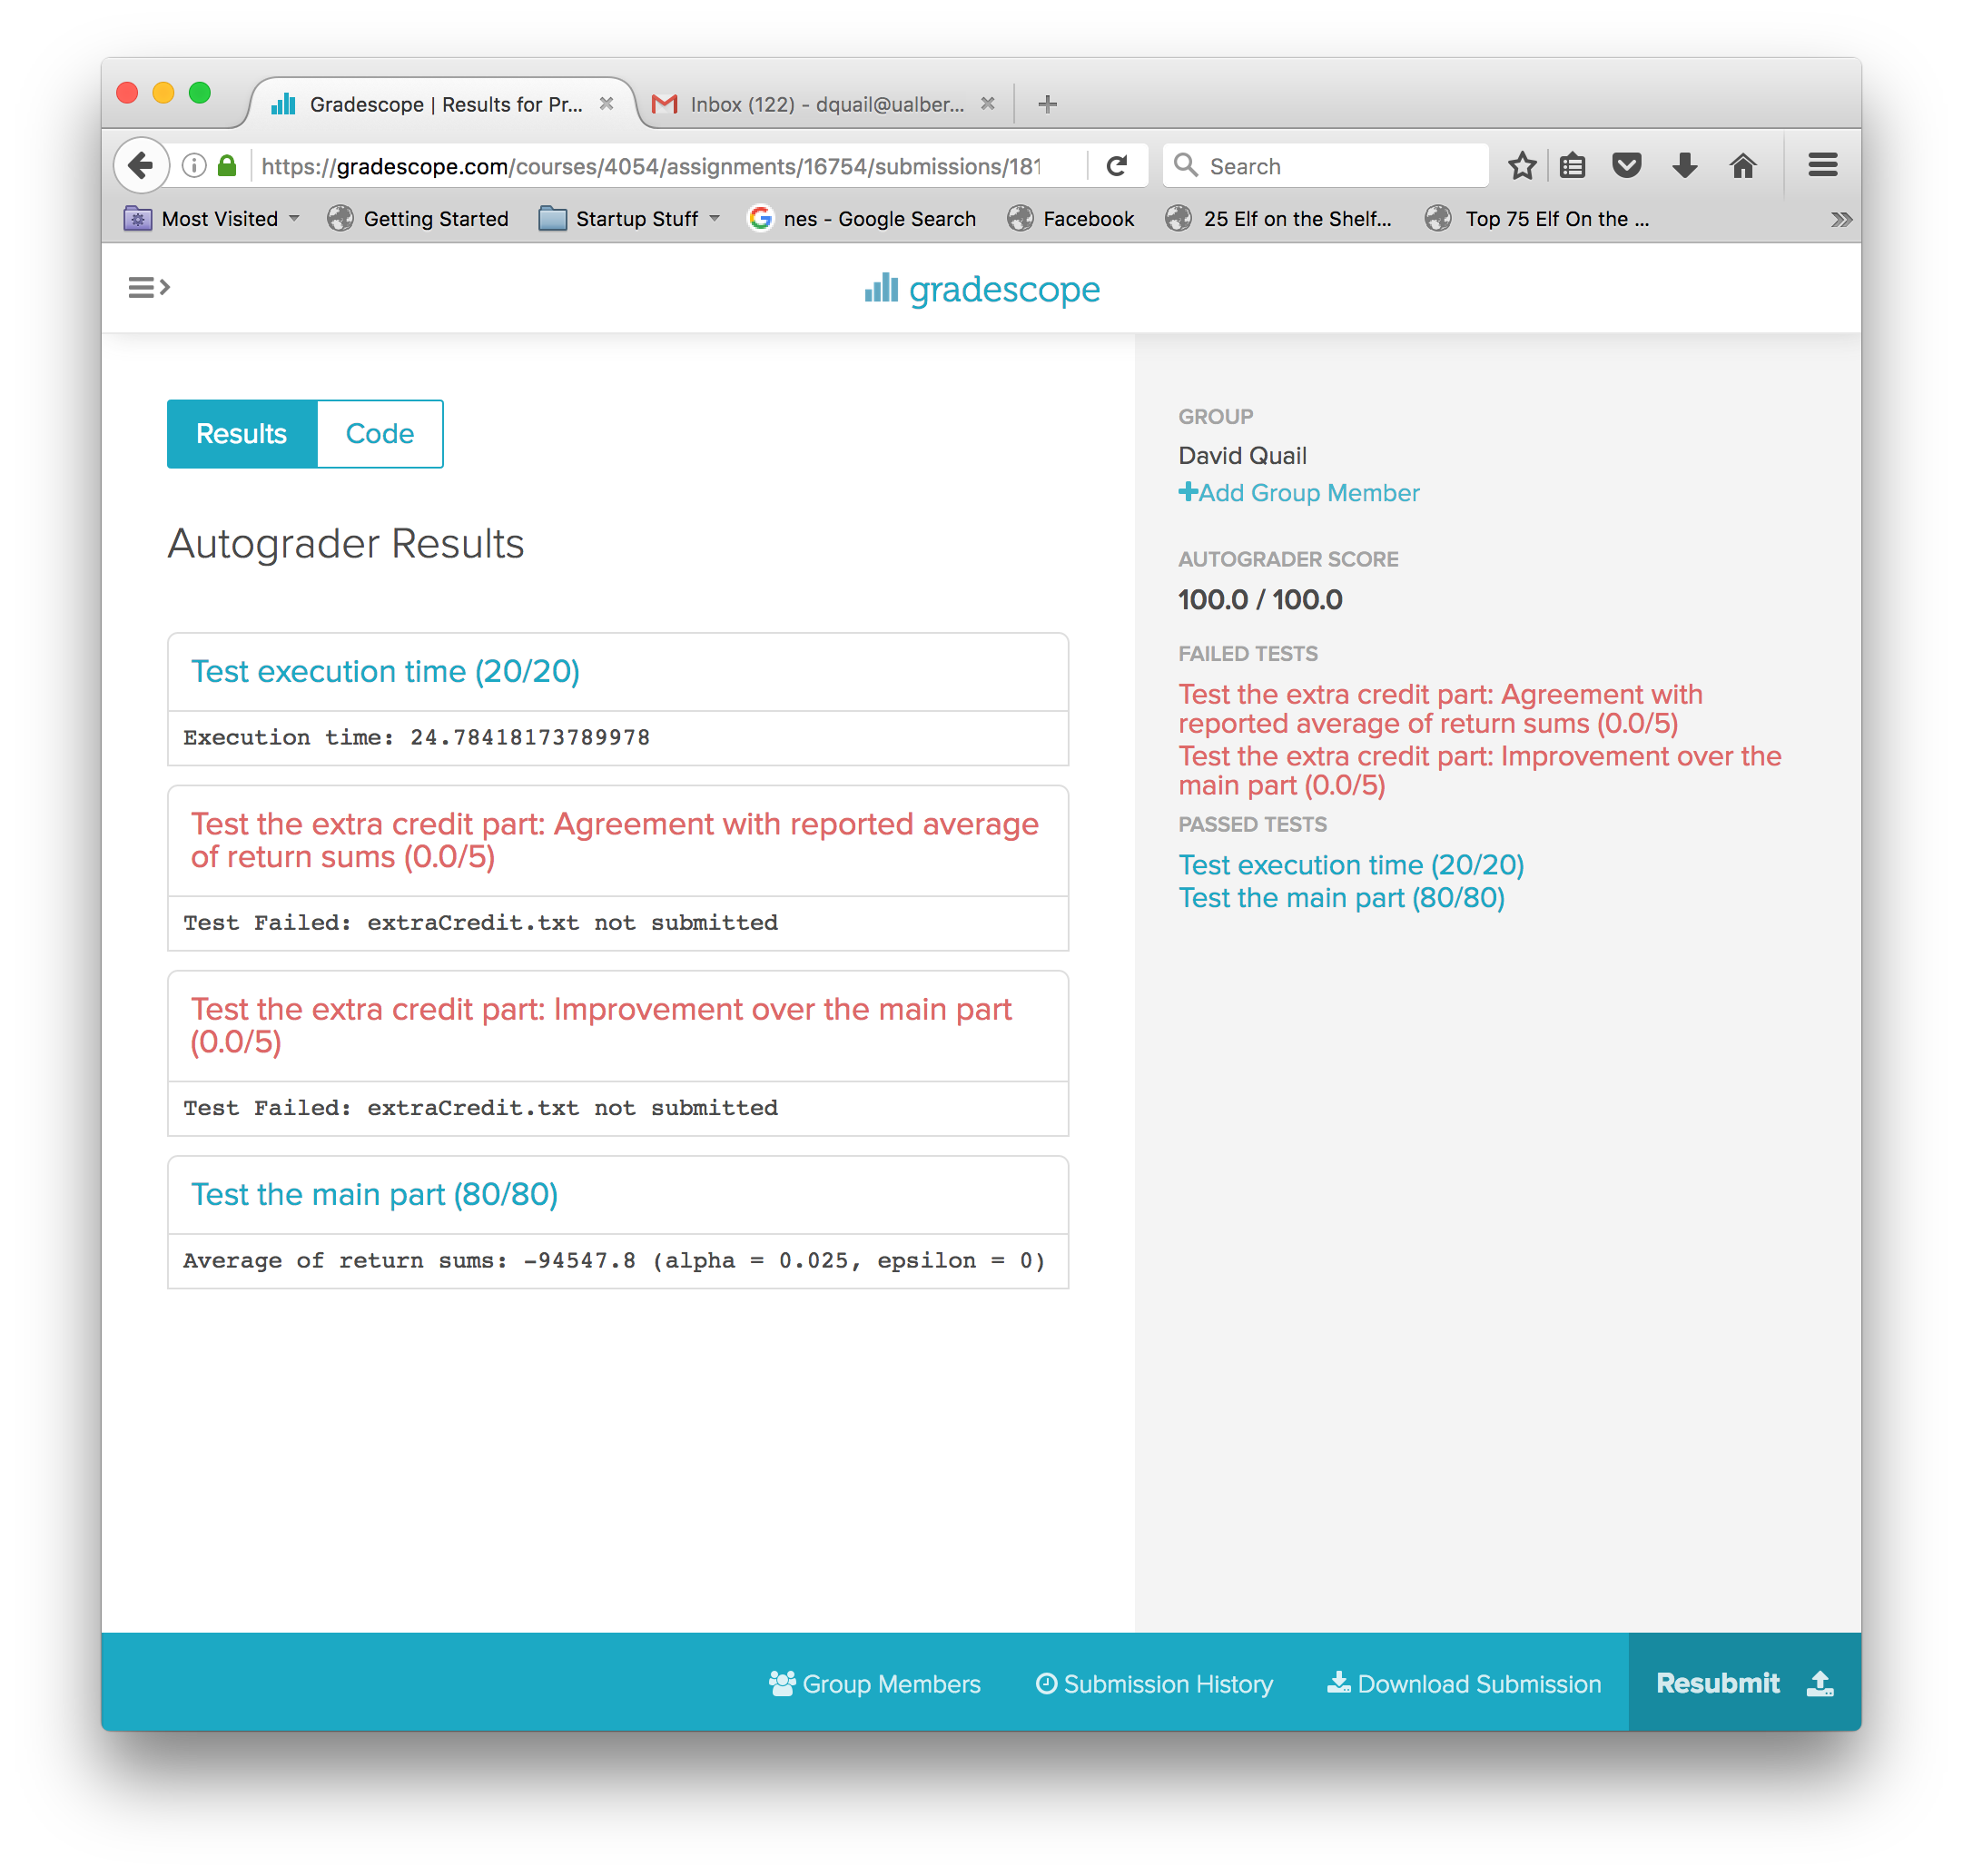 Gradescope | Results for Pr...
Inbox (122) - dquail@ualber...
https://gradescope.com/courses/4054/assignments/16754/submissions/181
Search
Most Visited
Getting Started
Startup Stuff
nes - Google Search
Facebook
25 Elf on the Shelf...
Top 75 Elf On the ...
gradescope
Results
Code
Autograder Results
Test execution time (20/20)
Execution time: 24.78418173789978
Test the extra credit part: Agreement with reported average
of return sums (0.0/5)
Test Failed: extraCredit.txt not submitted
Test the extra credit part: Improvement over the main part
(0.0/5)
Test Failed: extraCredit.txt not submitted
Test the main part (80/80)
Average of return sums: -94547.8 (alpha = 0.025, epsilon = 0)
GROUP
David Quail
+Add Group Member
AUTOGRADER SCORE
100.0 / 100.0
FAILED TESTS
Test the extra credit part: Agreement with
reported average of return sums (0.0/5)
Test the extra credit part: Improvement over the
main part (0.0/5)
PASSED TESTS
Test execution time (20/20)
Test the main part (80/80)
Group Members
Submission History
Download Submission
Resubmit